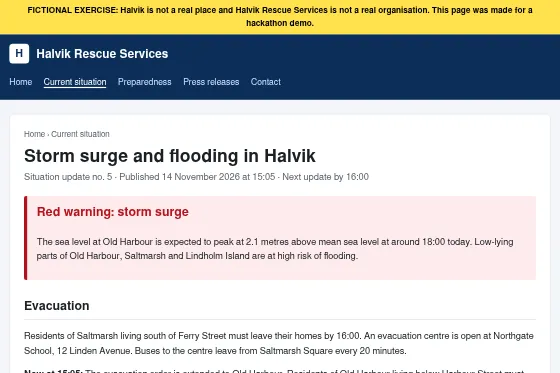 FICTIONAL EXERCISE: Halvik is not a real place and Halvik Rescue Services is not a real organisation. This page was made for a
hackathon demo.
H Halvik Rescue Services
Home Current situation Preparedness Press releases Contact
Home › Current situation
Storm surge and flooding in Halvik
Situation update no. 5 · Published 14 November 2026 at 15:05 · Next update by 16:00
Red warning: storm surge
The sea level at Old Harbour is expected to peak at 2.1 metres above mean sea level at around 18:00 today. Low-lying
parts of Old Harbour, Saltmarsh and Lindholm Island are at high risk of flooding.
Evacuation
Residents of Saltmarsh living south of Ferry Street must leave their homes by 16:00. An evacuation centre is open at Northgate
School, 12 Linden Avenue. Buses to the centre leave from Saltmarsh Square every 20 minutes.
New at 15:05: The evacuation order is extended to Old Harbour. Residents of Old Harbour living below Harbour Street must